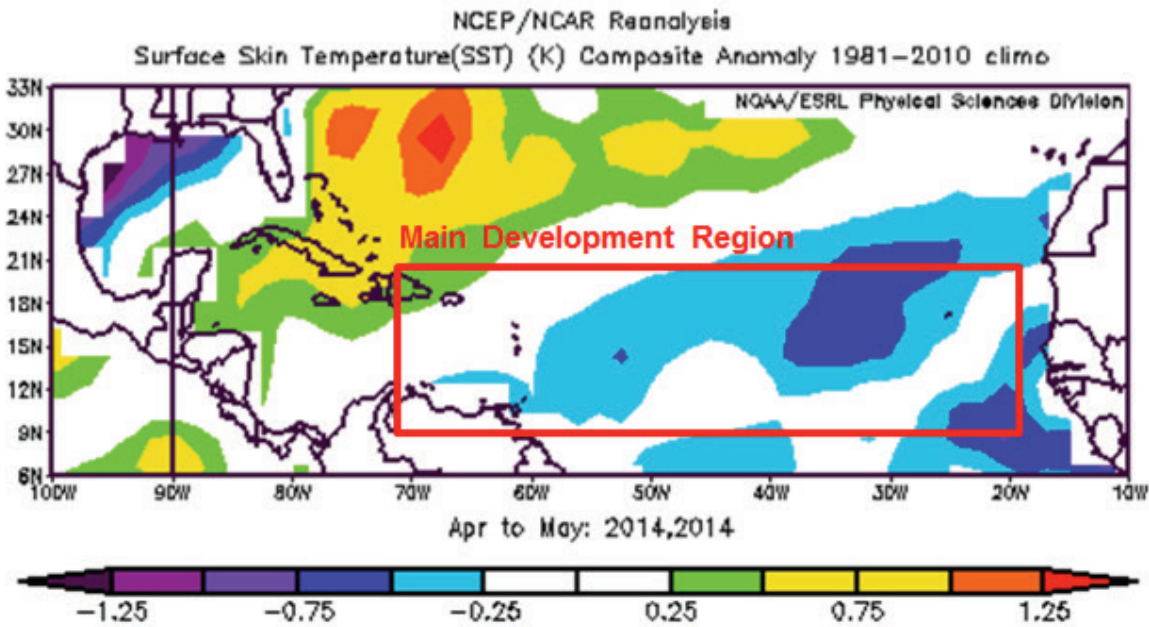 NCEP/NCAR Reanalysis
Surface Skin Temperature(SST) (K) Composite Anomaly 1981-2010 climo
NOAA/ESRL Physical Sciences Division
33N
30N
27N
24N
21N
18N
15N
12N
9N
6N
Main Development Region
100W 90W 80W 70W 60W 50W 40W 30W 20W 10W
Apr to May: 2014,2014
-1.25 -0.75 -0.25 0.25 0.75 1.25